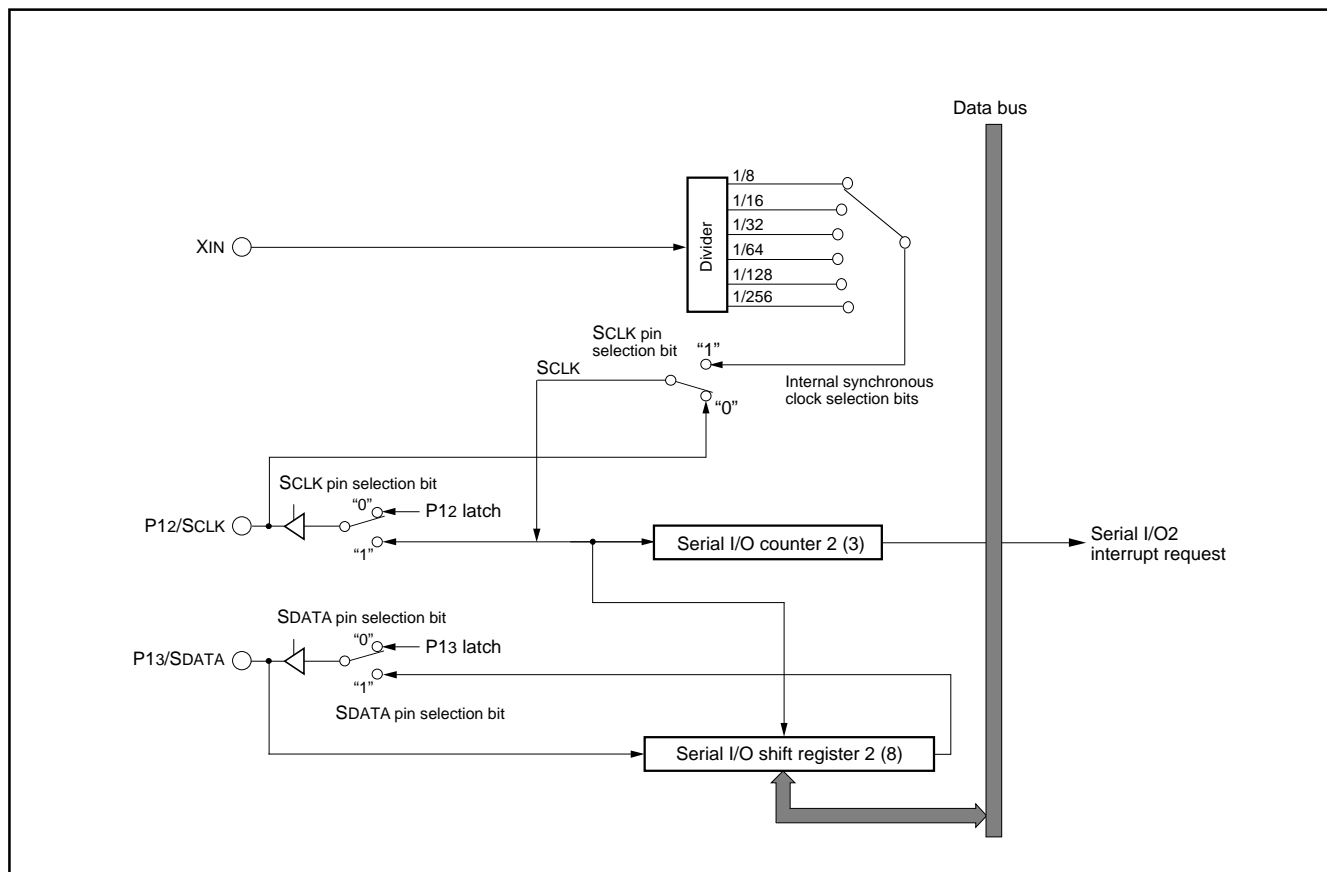 Data bus
1/8
1/16
1/32
1/64
1/128
1/256
Divider
XIN
SCLK pin
selection bit
“1”
SCLK
Internal synchronous
clock selection bits
“0”
SCLK pin selection bit
“0”
P12 latch
P12/SCLK
“1”
Serial I/O counter 2 (3)
Serial I/O2
interrupt request
SDATA pin selection bit
“0”
P13 latch
P13/SDATA
“1”
SDATA pin selection bit
Serial I/O shift register 2 (8)